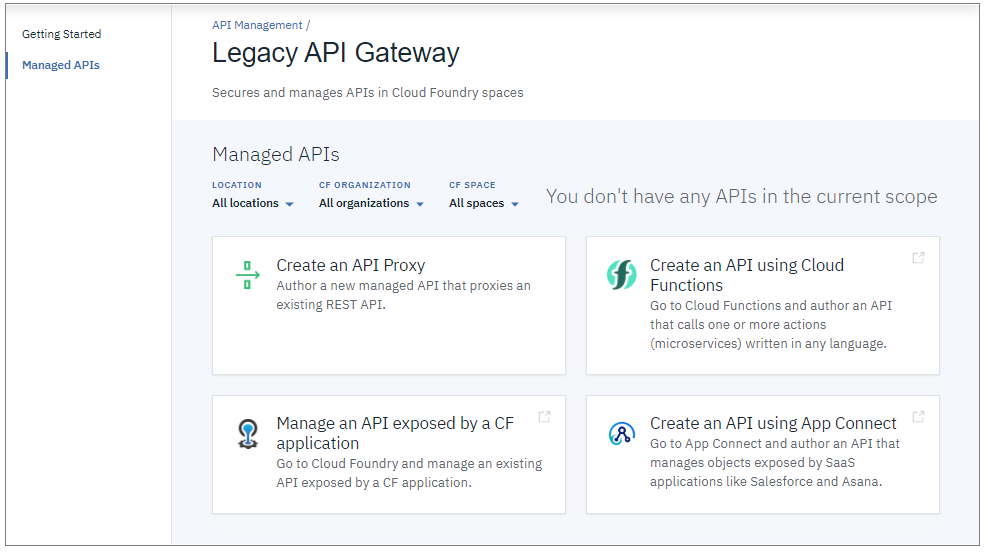 Getting Started
Managed APIs
API Management /
Legacy API Gateway
Secures and manages APIs in Cloud Foundry spaces
Managed APIs
LOCATION
All locations
CF ORGANIZATION
All organizations
CF SPACE
All spaces
You don't have any APIs in the current scope
Create an API Proxy
Author a new managed API that proxies an
existing REST API.
Create an API using Cloud
Functions
Go to Cloud Functions and author an API
that calls one or more actions
(microservices) written in any language.
Manage an API exposed by a CF
application
Go to Cloud Foundry and manage an existing
API exposed by a CF application.
Create an API using App Connect
Go to App Connect and author an API that
manages objects exposed by SaaS
applications like Salesforce and Asana.